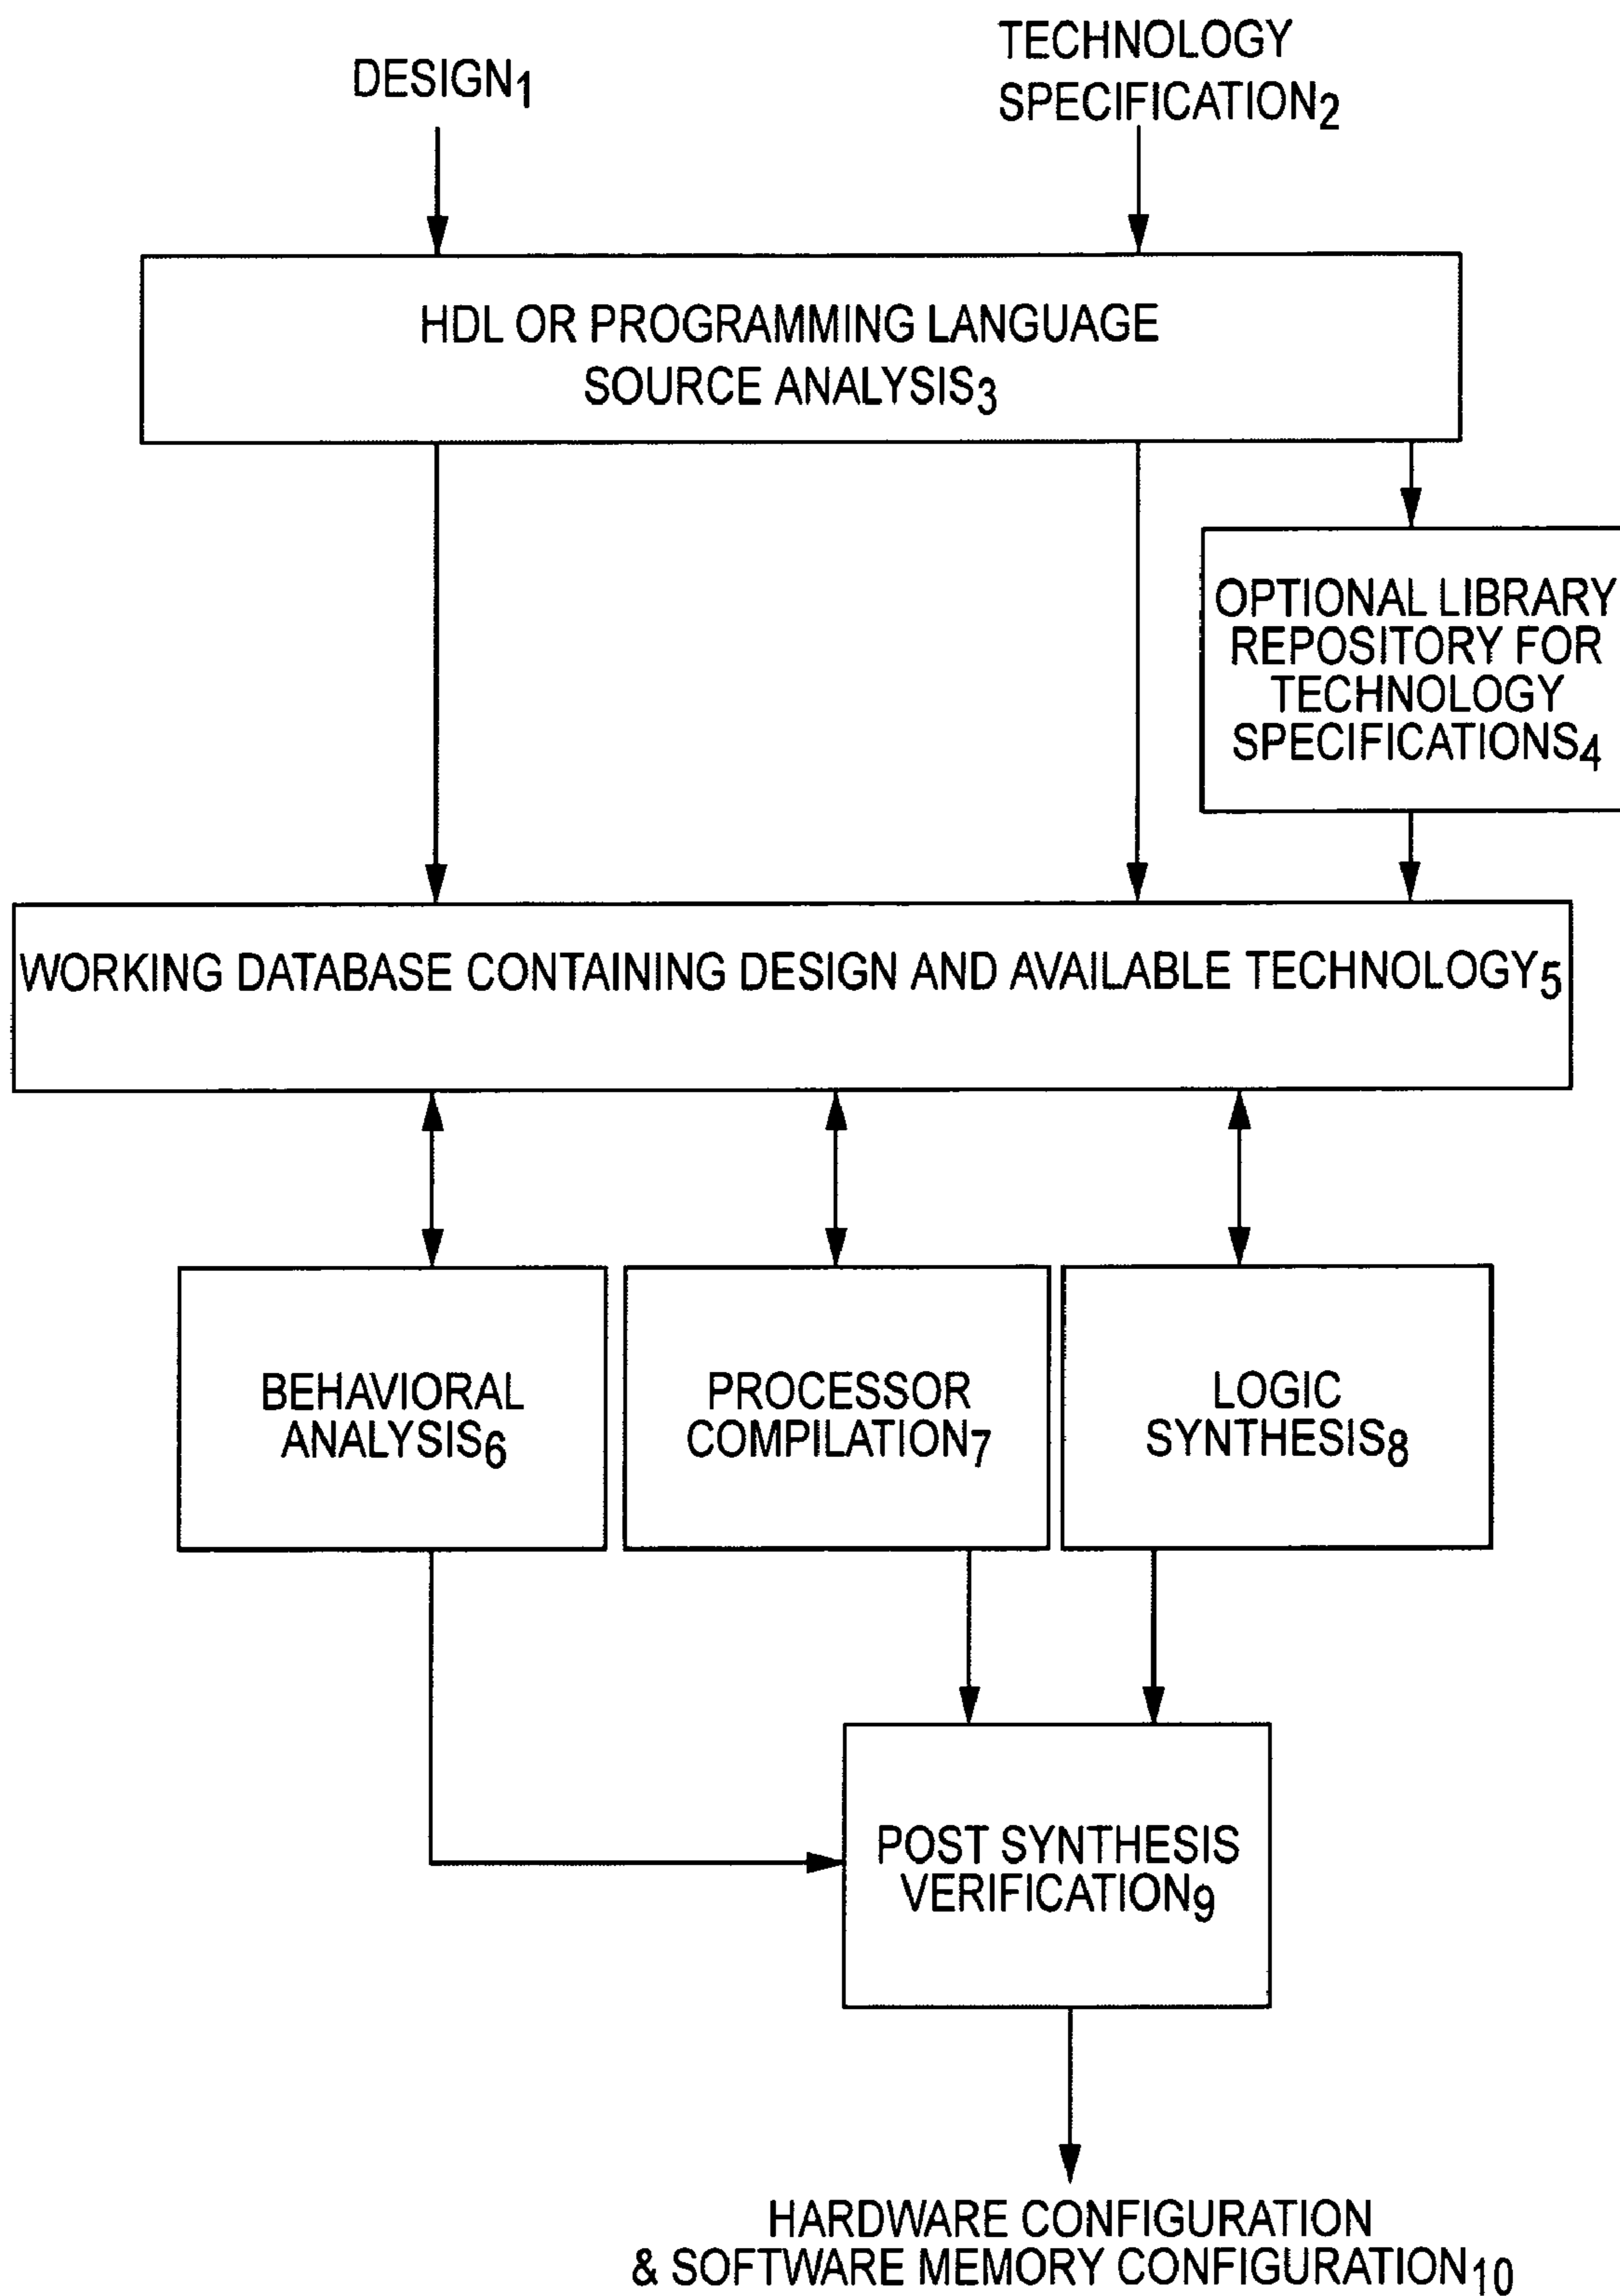 DESIGN1
TECHNOLOGY
SPECIFICATION2
HDL OR PROGRAMMING LANGUAGE
SOURCE ANALYSIS3
OPTIONAL LIBRARY
REPOSITORY FOR
TECHNOLOGY
SPECIFICATIONS4
WORKING DATABASE CONTAINING DESIGN AND AVAILABLE TECHNOLOGY5
BEHAVIORAL
ANALYSIS6
PROCESSOR
COMPILATION7
LOGIC
SYNTHESIS8
POST SYNTHESIS
VERIFICATION9
HARDWARE CONFIGURATION
& SOFTWARE MEMORY CONFIGURATION10